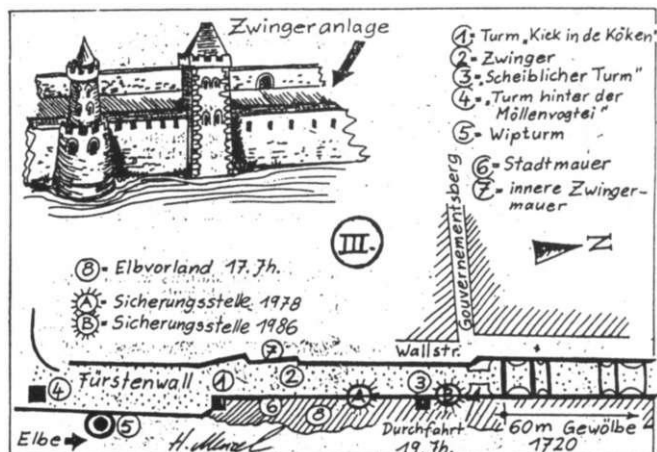 Zwingeranlage
①= Turm „Kiek in de Köken"
②= Zwinger
③= „Scheiblicher Turm"
④= „Turm hinter der
Möllenvogtei"
⑤= Wipturm
⑥= Stadtmauer
⑦= innere Zwinger-
mauer
Gouvernementsberg
N
III.
⑧= Elbvorland 17. Jh.
Ⓐ= Sicherungsstelle 1978
Ⓑ= Sicherungsstelle 1986
Wallstr.
⑦
④ Fürstenwall ① ② ③
Ⓐ Ⓑ
⑥ ⑧
Elbe ⑤
Durchfahrt
19. Jh.
60m Gewölbe
1720